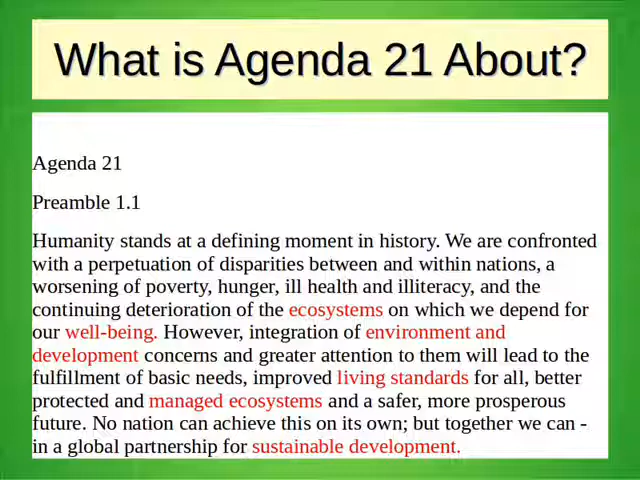 What is Agenda 21 About?
Agenda 21
Preamble 1.1
Humanity stands at a defining moment in history. We are confronted
with a perpetuation of disparities between and within nations, a
worsening of poverty, hunger, ill health and illiteracy, and the
continuing deterioration of the ecosystems on which we depend for
our well-being. However, integration of environment and
development concerns and greater attention to them will lead to the
fulfillment of basic needs, improved living standards for all, better
protected and managed ecosystems and a safer, more prosperous
future. No nation can achieve this on its own; but together we can -
in a global partnership for sustainable development.